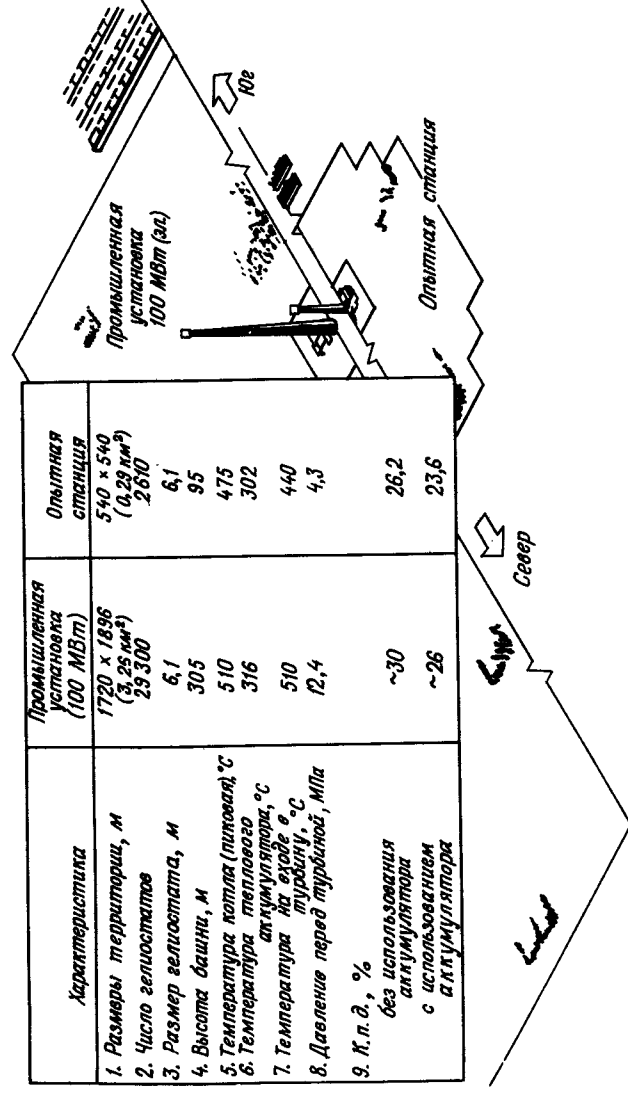 Характеристика
Промышленная
установка
(100 МВт)
Опытная
станция
1. Размеры территории, м
1720 × 1896
(3,26 км²)
540 × 540
(0,29 км²)
2. Число гелиостатов
29 300
2610
3. Размер гелиостата, м
6,1
6,1
4. Высота башни, м
305
95
5. Температура котла (пиковая), °С
510
475
6. Температура теплового
аккумулятора, °С
316
302
7. Температура на входе в
турбину, °С
510
440
8. Давление перед турбиной, МПа
12,4
4,3
9. К.п.д., %
без использования
аккумулятора
~30
26,2
с использованием
аккумулятора
~26
23,6
Промышленная
установка
100 МВт (эл)
Юг
Опытная станция
Север